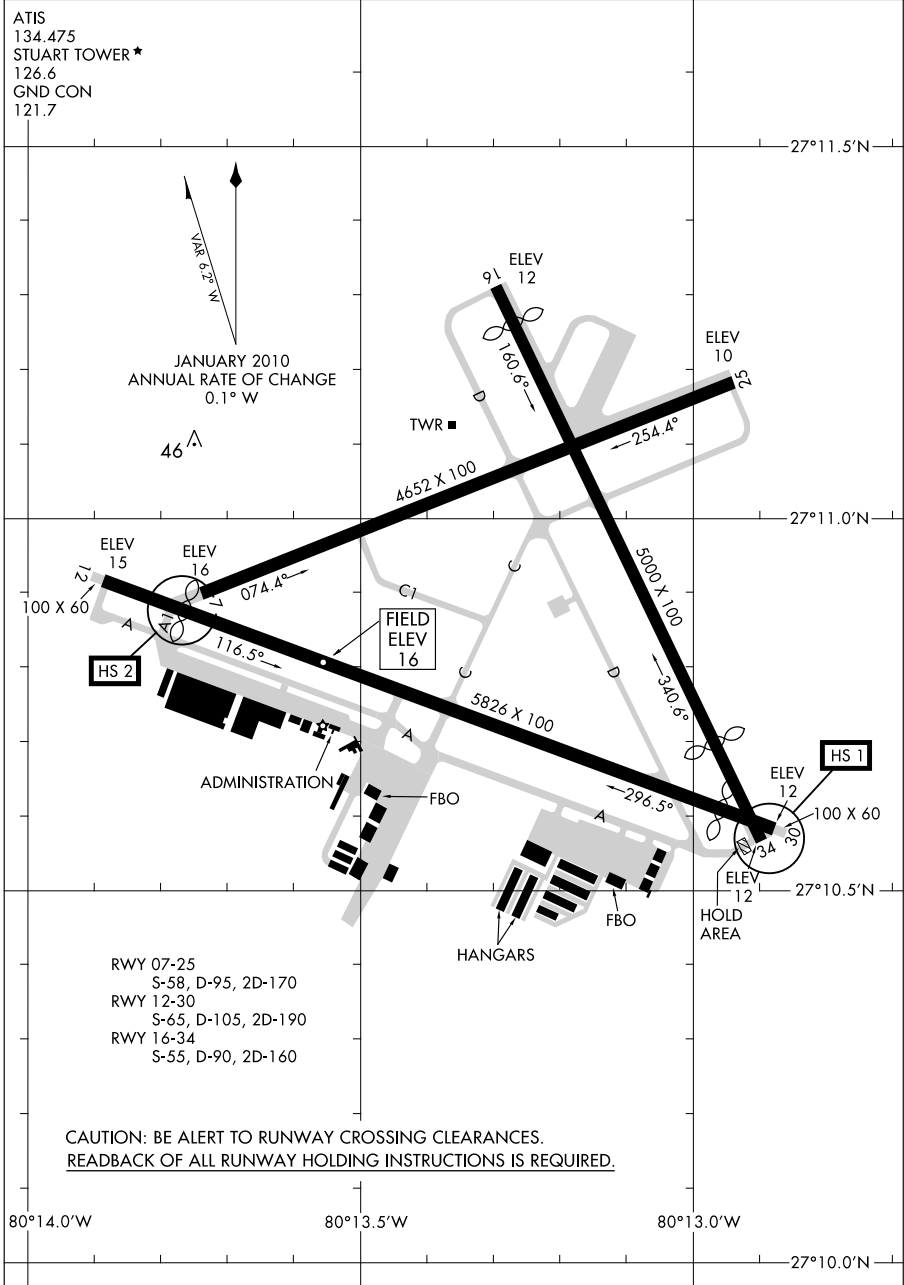 ATIS
134.475
STUART TOWER★
126.6
GND CON
121.7
27°11.5'N
VAR 6.2° W
JANUARY 2010
ANNUAL RATE OF CHANGE
0.1° W
46
16
ELEV
12
160.6°
ELEV
10
25
D
TWR
254.4°
4652 X 100
27°11.0'N
ELEV
15
ELEV
16
12
100 X 60
7
074.4°
C1
C
5000 X 100
A
A1
HS 2
116.5°
FIELD
ELEV
16
C
D
340.6°
5826 X 100
A
ADMINISTRATION
FBO
HS 1
ELEV
12
100 X 60
296.5°
A
30
34
ELEV
12
27°10.5'N
HOLD
AREA
FBO
HANGARS
RWY 07-25
S-58, D-95, 2D-170
RWY 12-30
S-65, D-105, 2D-190
RWY 16-34
S-55, D-90, 2D-160
CAUTION: BE ALERT TO RUNWAY CROSSING CLEARANCES.
READBACK OF ALL RUNWAY HOLDING INSTRUCTIONS IS REQUIRED.
80°14.0'W
80°13.5'W
80°13.0'W
27°10.0'N